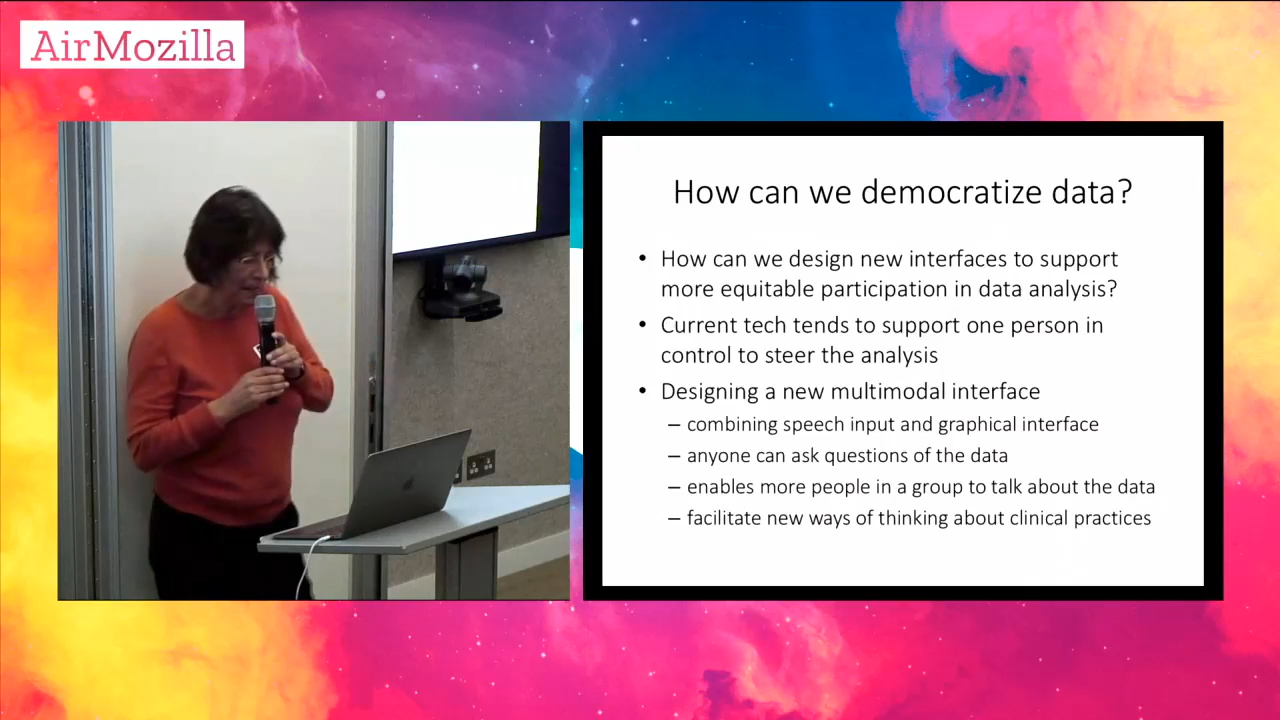 AirMozilla
How can we democratize data?
• How can we design new interfaces to support
more equitable participation in data analysis?
• Current tech tends to support one person in
control to steer the analysis
• Designing a new multimodal interface
– combining speech input and graphical interface
– anyone can ask questions of the data
– enables more people in a group to talk about the data
– facilitate new ways of thinking about clinical practices